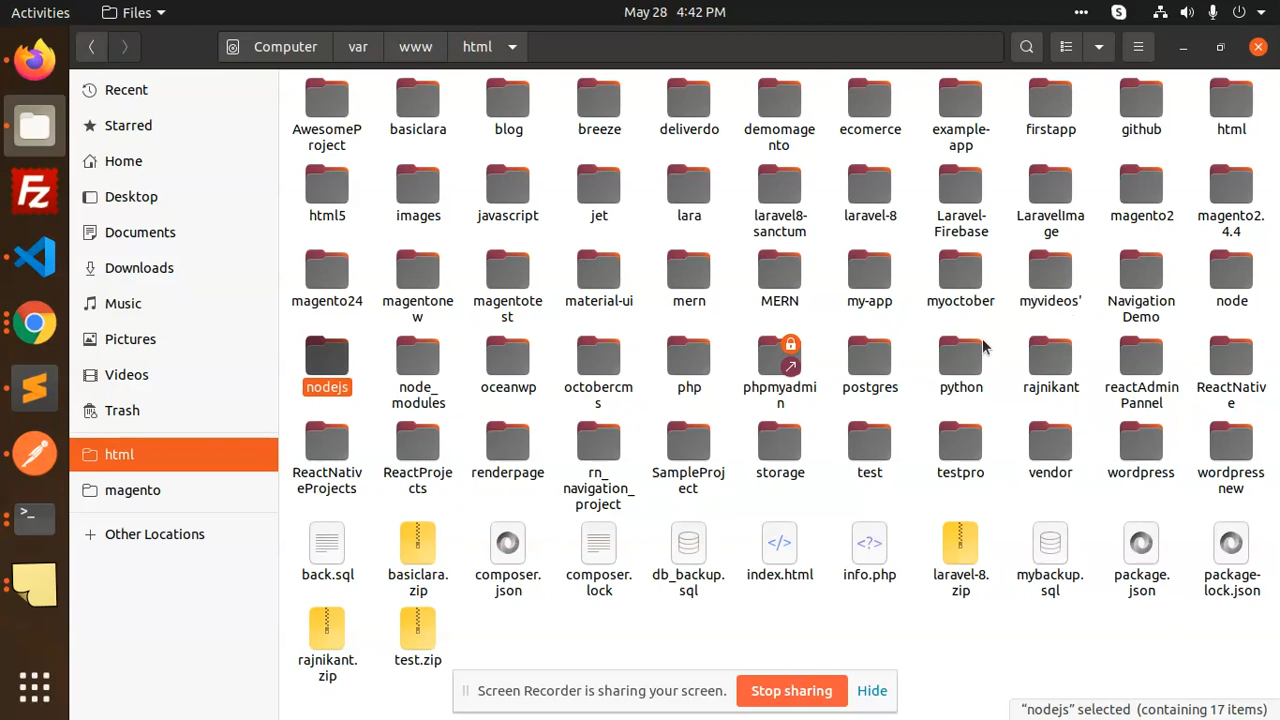 Activities
Files
May 28 4:42 PM
Computer
var
www
html
Recent
Starred
Home
Desktop
Documents
Downloads
Music
Pictures
Videos
Trash
html
magento
Other Locations
AwesomeP
roject
basiclara
blog
breeze
deliverdo
demomage
nto
ecomerce
example-
app
firstapp
github
html
html5
images
javascript
jet
lara
laravel8-
sanctum
laravel-8
Laravel-
Firebase
LaravelIma
ge
magento2
magento2.
4.4
magento24
magentone
w
magentote
st
material-ui
mern
MERN
my-app
myoctober
myvideos'
Navigation
Demo
node
nodejs
node_
modules
oceanwp
octobercm
s
php
phpmyadmi
n
postgres
python
rajnikant
reactAdmin
Pannel
ReactNativ
e
ReactNativ
eProjects
ReactProje
cts
renderpage
rn_
navigation_
project
SampleProj
ect
storage
test
testpro
vendor
wordpress
wordpress
new
back.sql
basiclara.
zip
composer.
json
composer.
lock
db_backup.
sql
index.html
info.php
laravel-8.
zip
mybackup.
sql
package.
json
package-
lock.json
rajnikant.
zip
test.zip
Screen Recorder is sharing your screen.
Stop sharing
Hide
"nodejs" selected (containing 17 items)